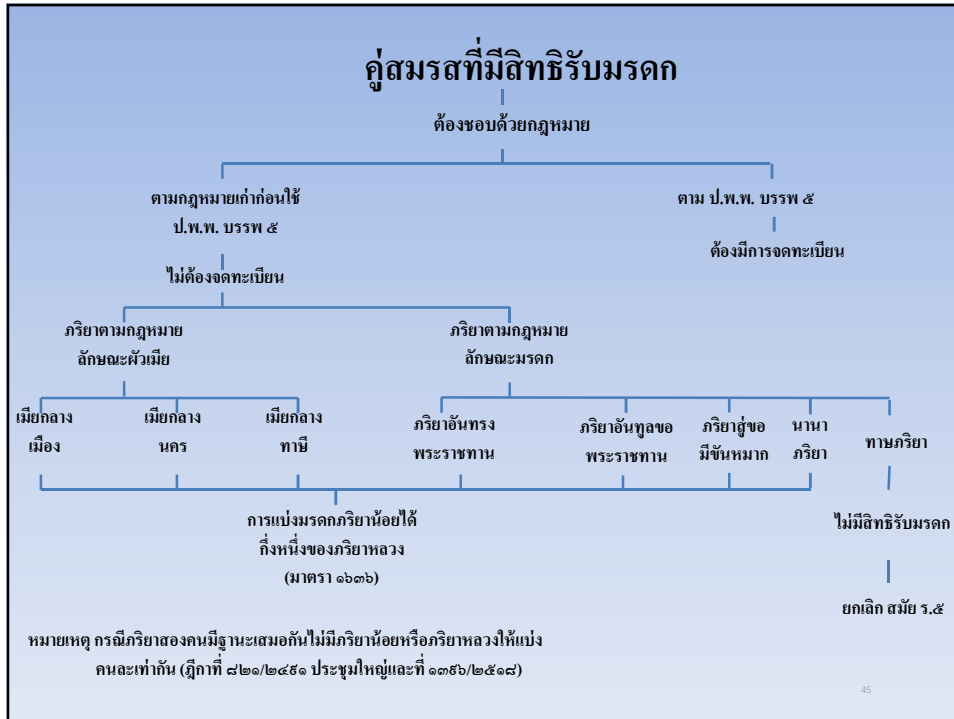 คู่สมรสที่มีสิทธิรับมรดก
ต้องชอบด้วยกฎหมาย
ตามกฎหมายเก่าก่อนใช้
ป.พ.พ. บรรพ ๕
ตาม ป.พ.พ. บรรพ ๕
ต้องมีการจดทะเบียน
ไม่ต้องจดทะเบียน
ภริยาตามกฎหมาย
ลักษณะผัวเมีย
ภริยาตามกฎหมาย
ลักษณะมรดก
เมียกลาง
เมือง
เมียกลาง
นคร
เมียกลาง
ทาษี
ภริยาอันทรง
พระราชทาน
ภริยาอันทูลขอ
พระราชทาน
ภริยาสู่ขอ
มีขันหมาก
นานา
ภริยา
ทาษภริยา
การแบ่งมรดกภริยาน้อยได้
กึ่งหนึ่งของภริยาหลวง
(มาตรา ๑๖๓๖)
ไม่มีสิทธิรับมรดก
ยกเลิก สมัย ร.๕
หมายเหตุ กรณีภริยาสองคนมีฐานะเสมอกันไม่มีภริยาน้อยหรือภริยาหลวงให้แบ่ง
คนละเท่ากัน (ฎีกาที่ ๘๒๑/๒๔๙๑ ประชุมใหญ่และที่ ๑๓๙๖/๒๕๑๘)
45